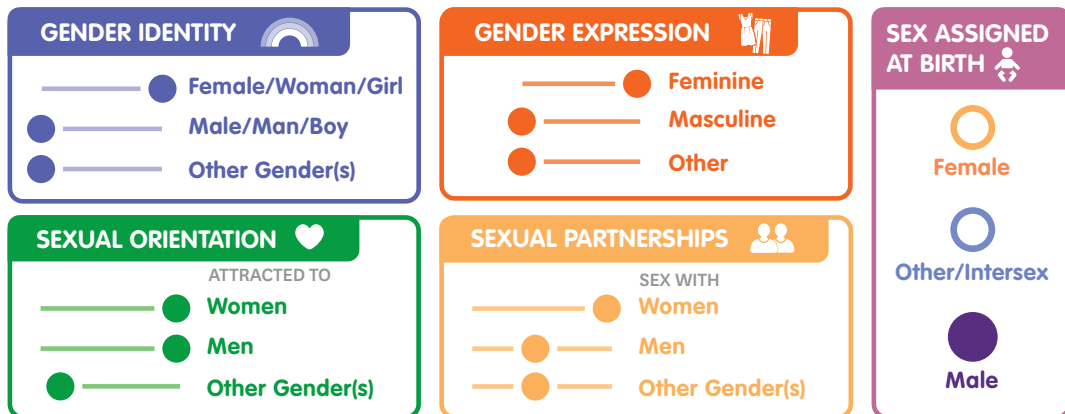 GENDER IDENTITY
Female/Woman/Girl
Male/Man/Boy
Other Gender(s)
GENDER EXPRESSION
Feminine
Masculine
Other
SEX ASSIGNED
AT BIRTH
Female
Other/Intersex
Male
SEXUAL ORIENTATION
ATTRACTED TO
Women
Men
Other Gender(s)
SEXUAL PARTNERSHIPS
SEX WITH
Women
Men
Other Gender(s)